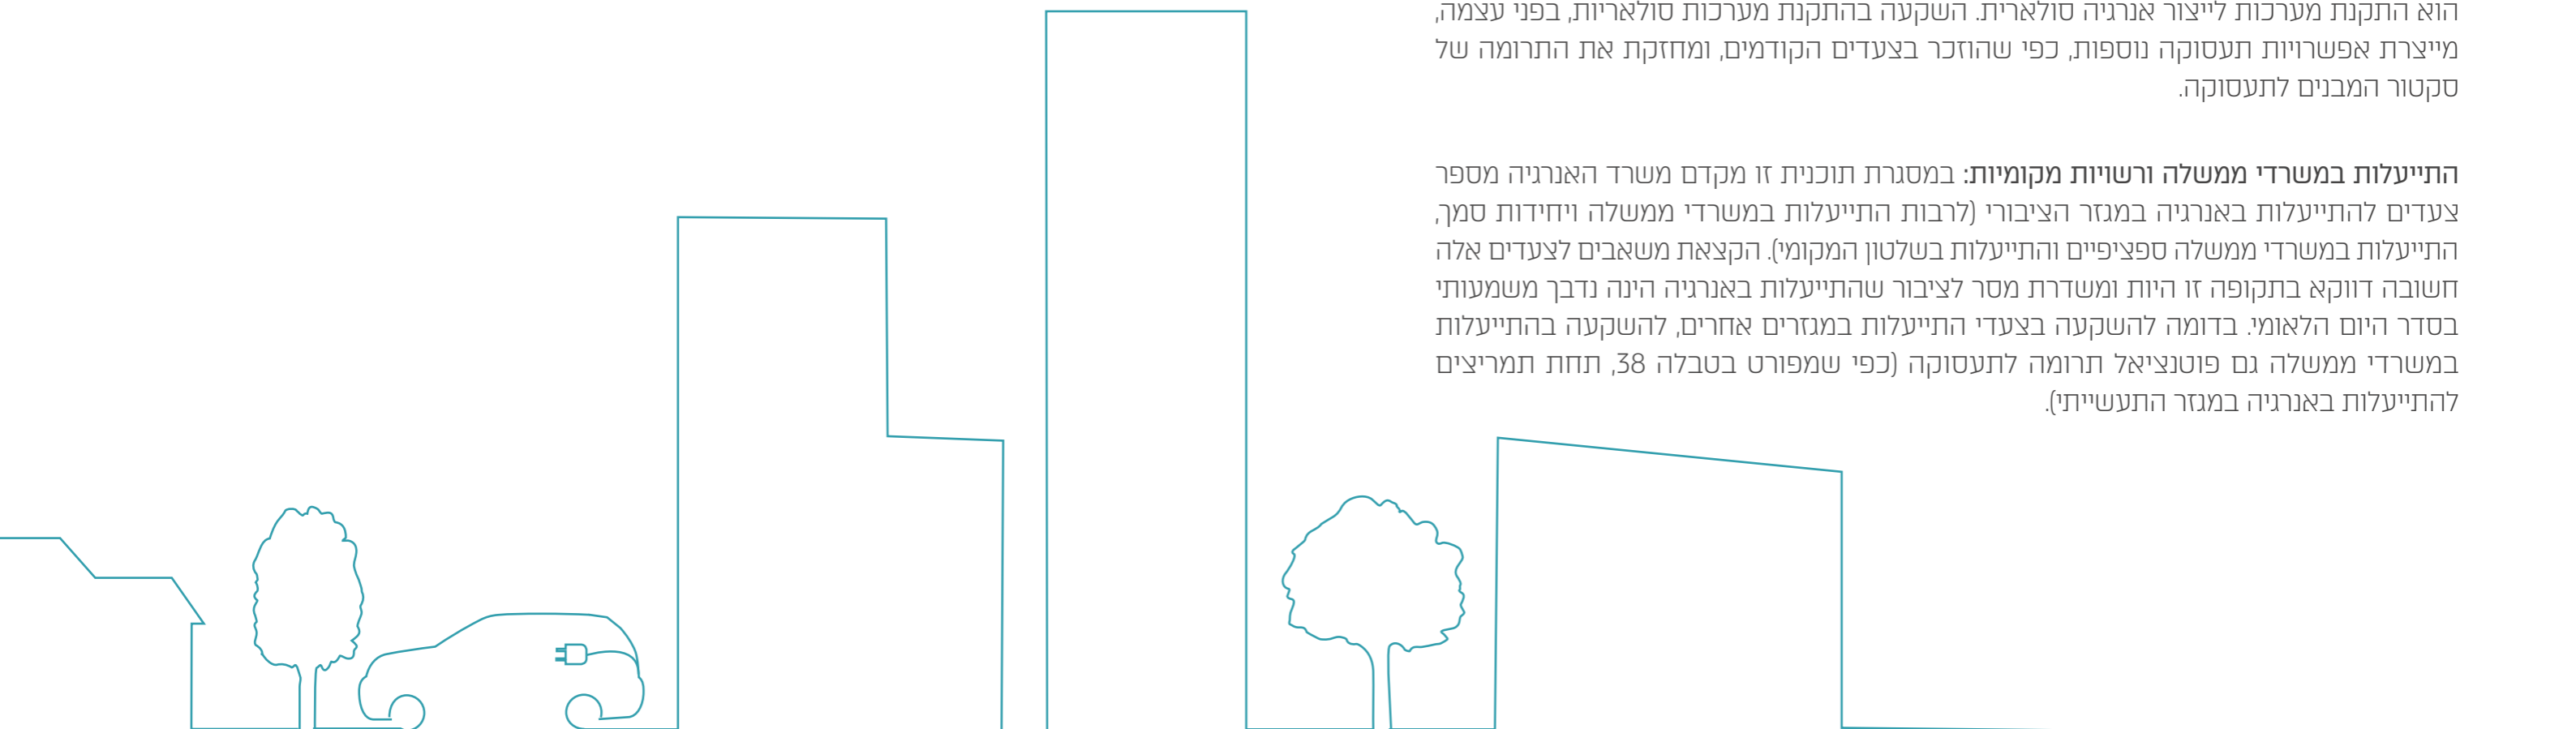 הוא התקנת מערכות לייצור אנרגיה סולארית. השקעה בהתקנת מערכות סולאריות, בפני עצמה,
מייצרת אפשרויות תעסוקה נוספות, כפי שהוזכר בצעדים הקודמים, ומחזקת את התרומה של
סקטור המבנים לתעסוקה.
התייעלות במשרדי ממשלה ורשויות מקומיות: במסגרת תוכנית זו מקדם משרד האנרגיה מספר
צעדים להתייעלות באנרגיה במגזר הציבורי (לרבות התייעלות במשרדי ממשלה ויחידות סמך,
התייעלות במשרדי ממשלה ספציפיים והתייעלות בשלטון המקומי). הקצאת משאבים לצעדים אלה
חשובה דווקא בתקופה זו היות ומשדרת מסר לציבור שהתייעלות באנרגיה הינה נדבך משמעותי
בסדר היום הלאומי. בדומה להשקעה בצעדי התייעלות במגזרים אחרים, להשקעה בהתייעלות
במשרדי ממשלה גם פוטנציאל תרומה לתעסוקה (כפי שמפורט בטבלה 38, תחת תמריצים
להתייעלות באנרגיה במגזר התעשייתי).